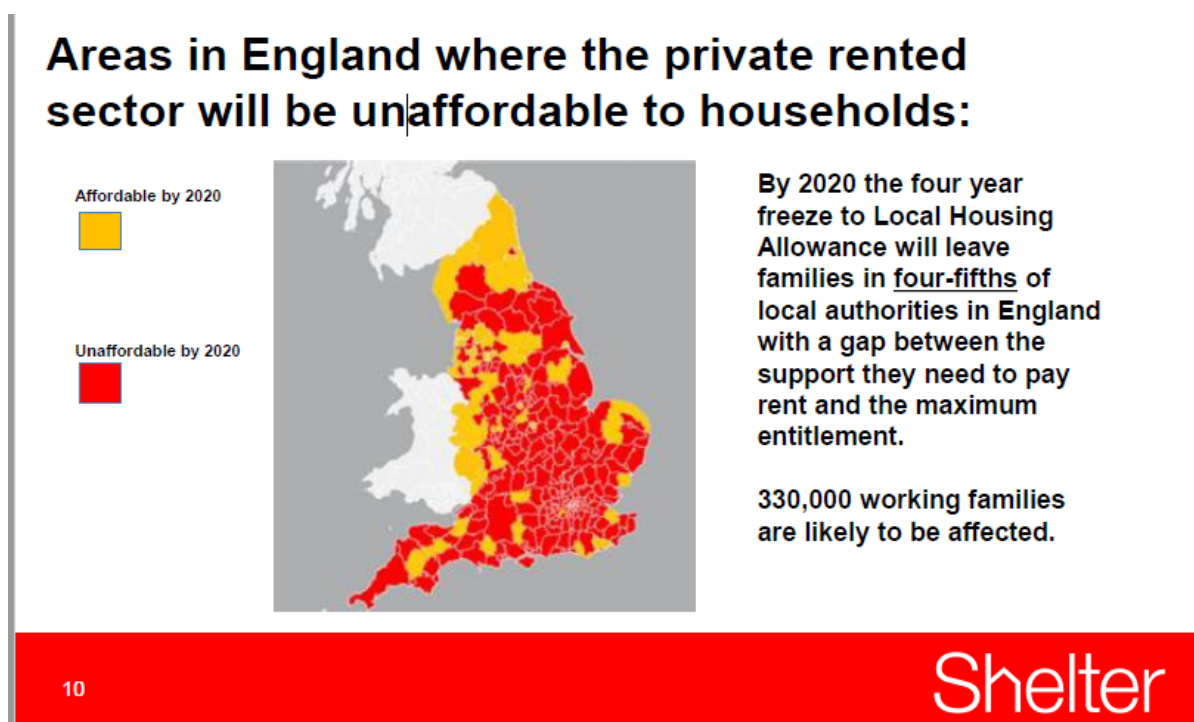 Areas in England where the private rented
sector will be unaffordable to households:
Affordable by 2020
Unaffordable by 2020
By 2020 the four year
freeze to Local Housing
Allowance will leave
families in four-fifths of
local authorities in England
with a gap between the
support they need to pay
rent and the maximum
entitlement.
330,000 working families
are likely to be affected.
10
Shelter